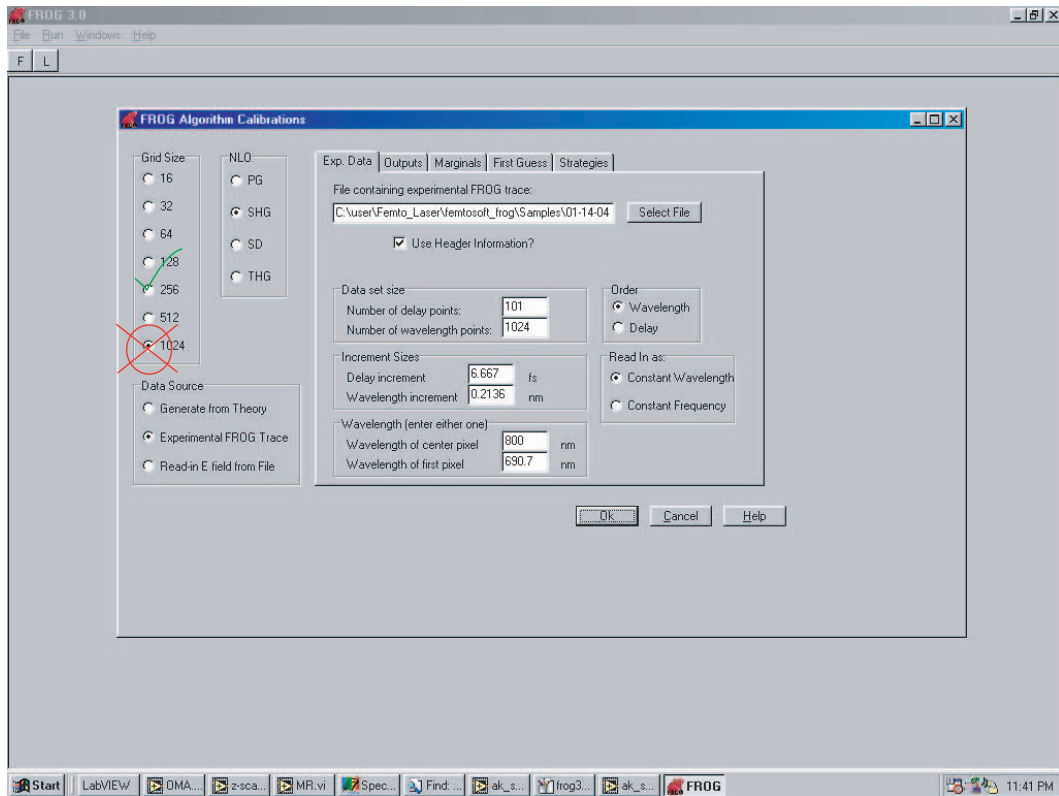 FROG 3.0
File Run Windows Help
F L
FROG Algorithm Calibrations
Grid Size
16
32
64
128
256
512
1024
NLO
PG
SHG
SD
THG
Data Source
Generate from Theory
Experimental FROG Trace
Read-in E field from File
Exp. Data Outputs Marginals First Guess Strategies
File containing experimental FROG trace:
C:\user\Femto_Laser\femtosoft_frog\Samples\01-14-04 Select File
Use Header Information?
Data set size
Number of delay points: 101
Number of wavelength points: 1024
Order
Wavelength
Delay
Increment Sizes
Delay increment 6.667 fs
Wavelength increment 0.2136 nm
Read In as:
Constant Wavelength
Constant Frequency
Wavelength (enter either one)
Wavelength of center pixel 800 nm
Wavelength of first pixel 690.7 nm
Ok Cancel Help
Start LabVIEW OMA.... z-sca... MR.vi Spec... Find: ... ak_s... frog3... ak_s... FROG 11:41 PM